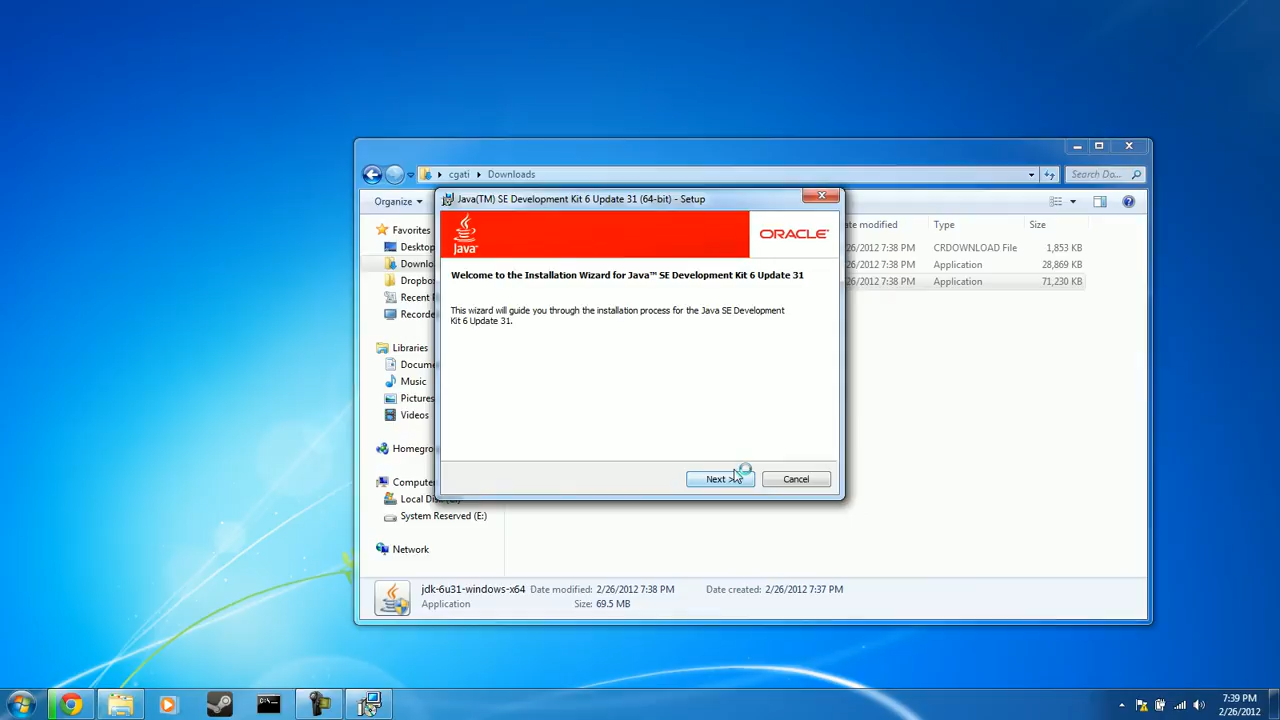 cgati
Downloads
Search Do...
Java(TM) SE Development Kit 6 Update 31 (64-bit) - Setup
Organize
Java
ORACLE
ate modified
Type
Size
Favorites
Desktop
Downlo
Dropbo
Recent
Recorde
2/26/2012 7:38 PM
CRDOWNLOAD File
1,853 KB
2/26/2012 7:38 PM
Application
28,869 KB
2/26/2012 7:38 PM
Application
71,230 KB
Welcome to the Installation Wizard for Java™ SE Development Kit 6 Update 31
This wizard will guide you through the installation process for the Java SE Development
Kit 6 Update 31.
Libraries
Docume
Music
Pictures
Videos
Homegro
Computer
Local Dis
System Reserved (E:)
Network
Next >
Cancel
jdk-6u31-windows-x64
Date modified: 2/26/2012 7:38 PM
Date created: 2/26/2012 7:37 PM
Application
Size: 69.5 MB
7:39 PM
2/26/2012